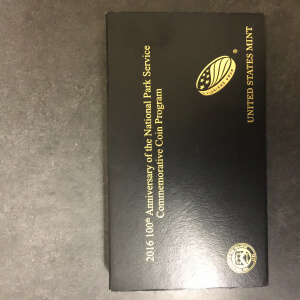 UNITED STATES MINT
2016 100th Anniversary of the National Park Service
Commemorative Coin Program